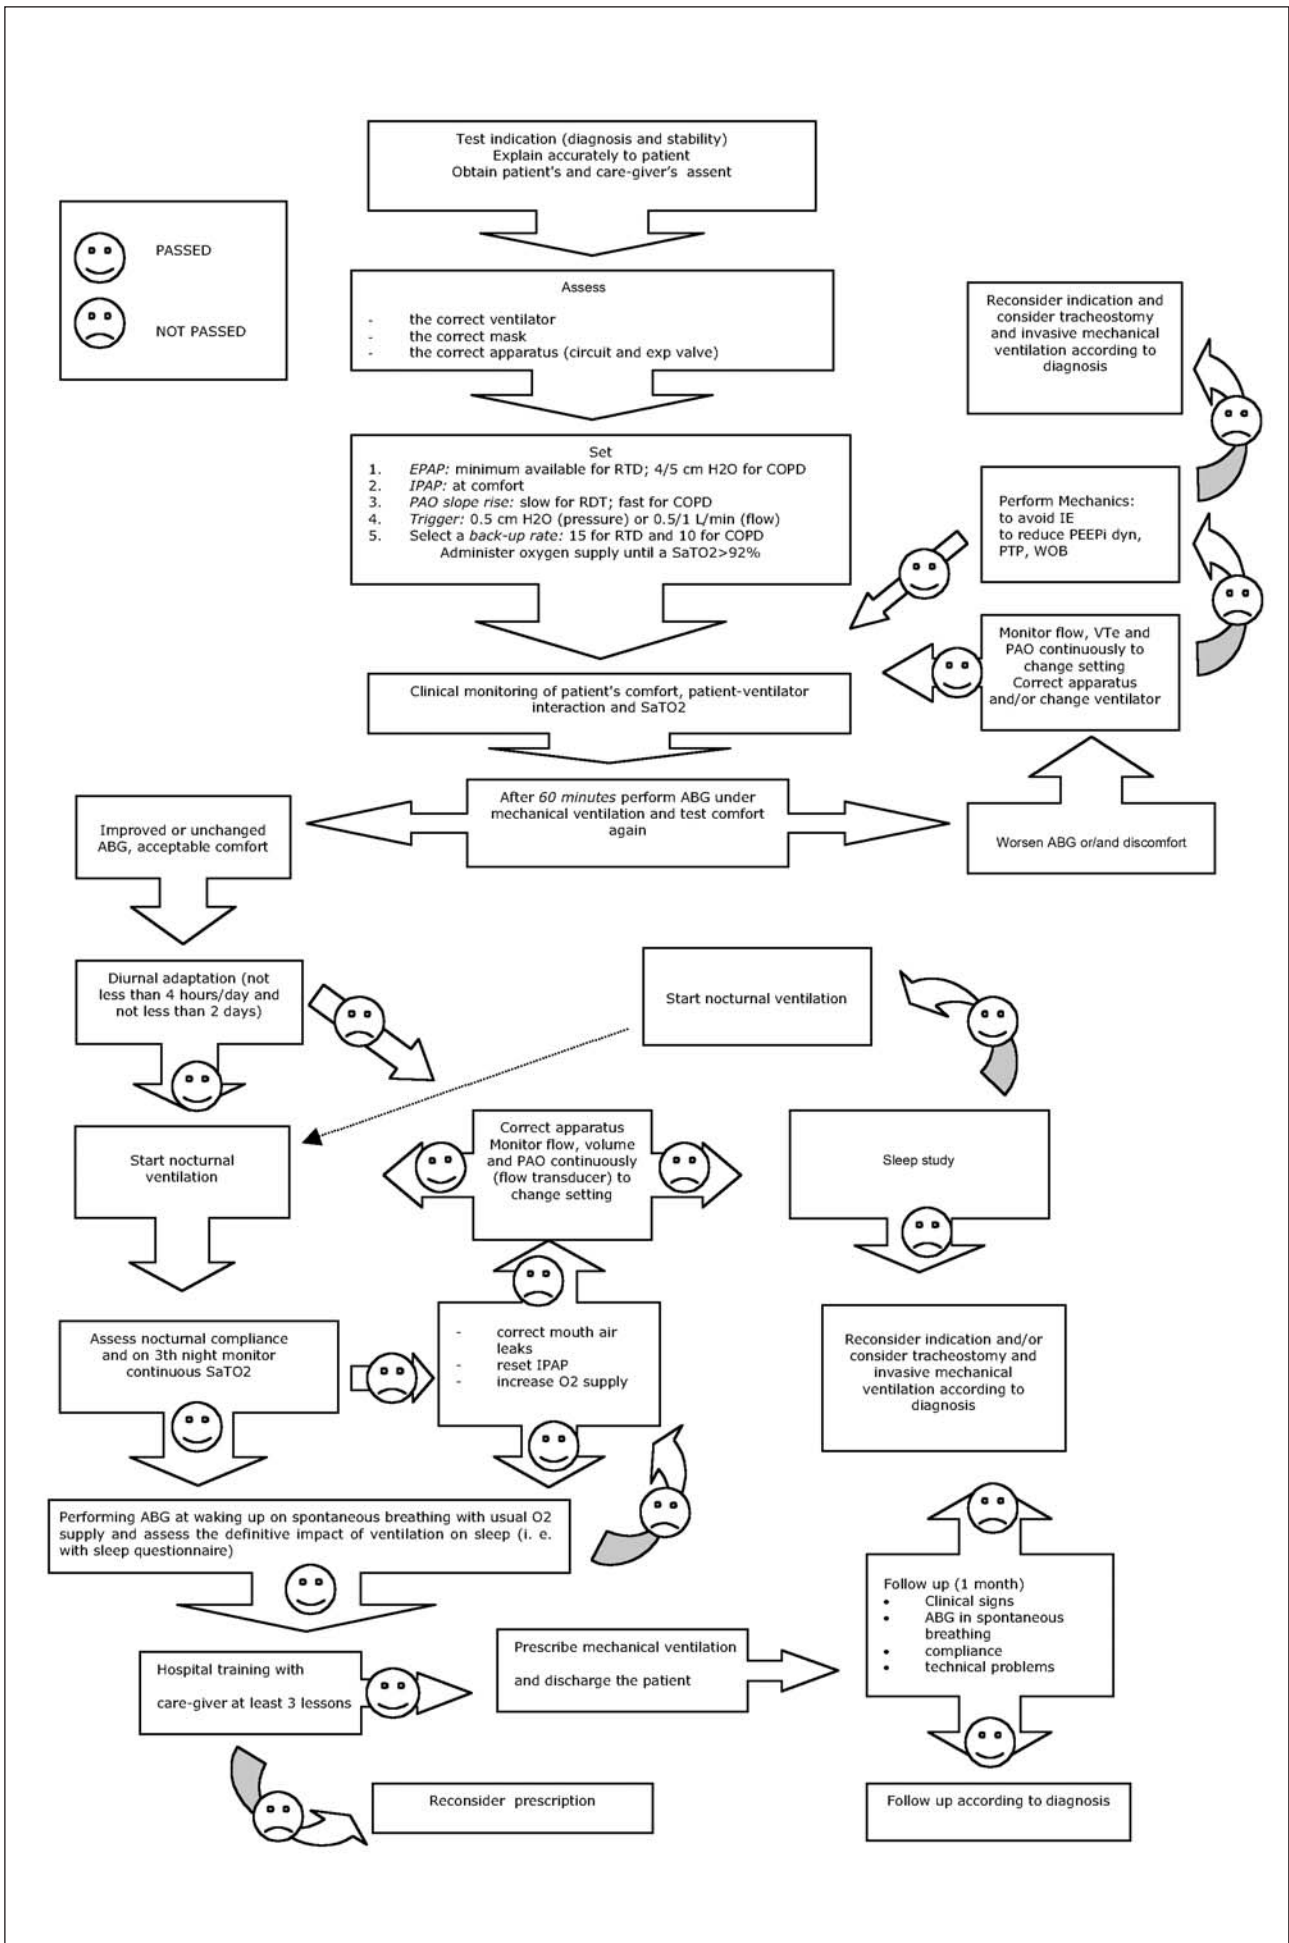 Test indication (diagnosis and stability)
Explain accurately to patient
Obtain patient's and care-giver's assent
PASSED
NOT PASSED
Assess
- the correct ventilator
- the correct mask
- the correct apparatus (circuit and exp valve)
Reconsider indication and
consider tracheostomy
and invasive mechanical
ventilation according to
diagnosis
Set
1. EPAP: minimum available for RTD; 4/5 cm H2O for COPD
2. IPAP: at comfort
3. PAO slope rise: slow for RDT; fast for COPD
4. Trigger: 0.5 cm H2O (pressure) or 0.5/1 L/min (flow)
5. Select a back-up rate: 15 for RTD and 10 for COPD
Administer oxygen supply until a SaTO2>92%
Perform Mechanics:
to avoid IE
to reduce PEEPi dyn,
PTP, WOB
Monitor flow, VTe and
PAO continuously to
change setting
Correct apparatus
and/or change ventilator
Clinical monitoring of patient's comfort, patient-ventilator
interaction and SaTO2
After 60 minutes perform ABG under
mechanical ventilation and test comfort
again
Improved or unchanged
ABG, acceptable comfort
Worsen ABG or/and discomfort
Diurnal adaptation (not
less than 4 hours/day and
not less than 2 days)
Start nocturnal ventilation
Start nocturnal
ventilation
Correct apparatus
Monitor flow, volume
and PAO continuously
(flow transducer) to
change setting
Sleep study
Assess nocturnal compliance
and on 3th night monitor
continuous SaTO2
- correct mouth air
leaks
- reset IPAP
- increase O2 supply
Reconsider indication and/or
consider tracheostomy and
invasive mechanical
ventilation according to
diagnosis
Performing ABG at waking up on spontaneous breathing with usual O2
supply and assess the definitive impact of ventilation on sleep (i. e.
with sleep questionnaire)
Follow up (1 month)
• Clinical signs
• ABG in spontaneous
breathing
• compliance
• technical problems
Hospital training with
care-giver at least 3 lessons
Prescribe mechanical ventilation
and discharge the patient
Reconsider prescription
Follow up according to diagnosis